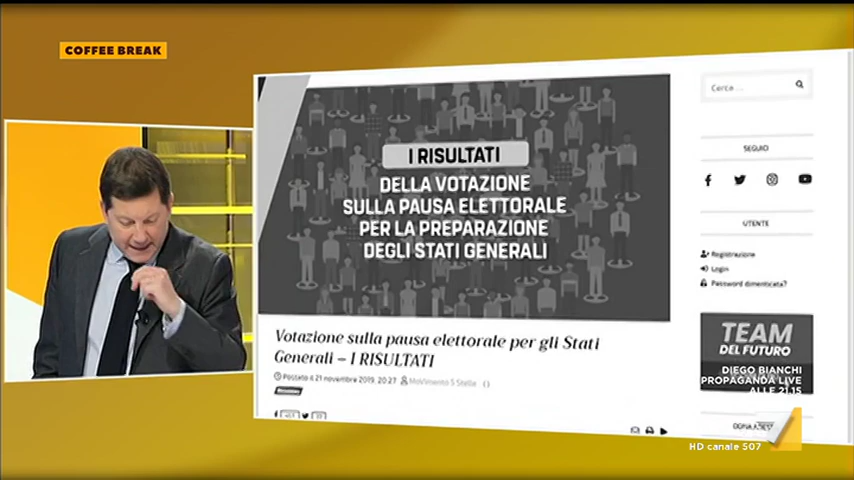 COFFEE BREAK
I RISULTATI
DELLA VOTAZIONE
SULLA PAUSA ELETTORALE
PER LA PREPARAZIONE
DEGLI STATI GENERALI
Votazione sulla pausa elettorale per gli Stati
Generali – I RISULTATI
Postato il 21 novembre 2019, 20:27 MoVimento 5 Stelle
Cerca ...
SEGUICI
UTENTE
Registrazione
Login
Password dimenticata?
TEAM
DEL FUTURO
DIEGO BIANCHI
PROPAGANDA LIVE
ALLE 21.15
HD canale 507